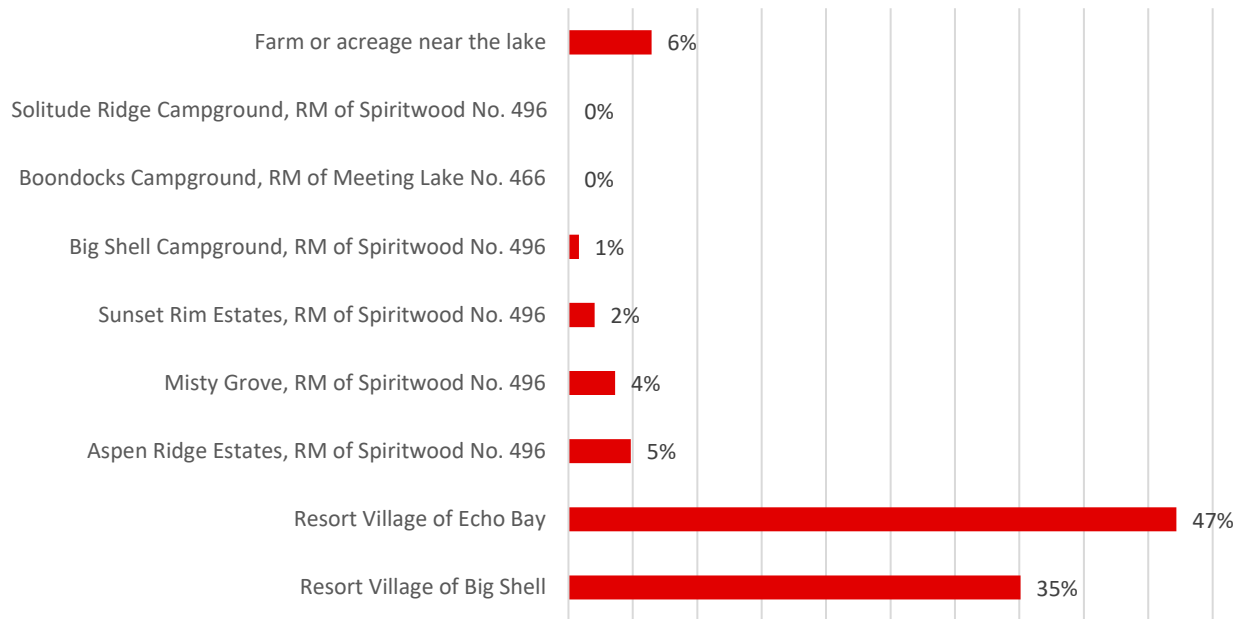 Farm or acreage near the lake 6%
Solitude Ridge Campground, RM of Spiritwood No. 496 0%
Boondocks Campground, RM of Meeting Lake No. 466 0%
Big Shell Campground, RM of Spiritwood No. 496 1%
Sunset Rim Estates, RM of Spiritwood No. 496 2%
Misty Grove, RM of Spiritwood No. 496 4%
Aspen Ridge Estates, RM of Spiritwood No. 496 5%
Resort Village of Echo Bay 47%
Resort Village of Big Shell 35%